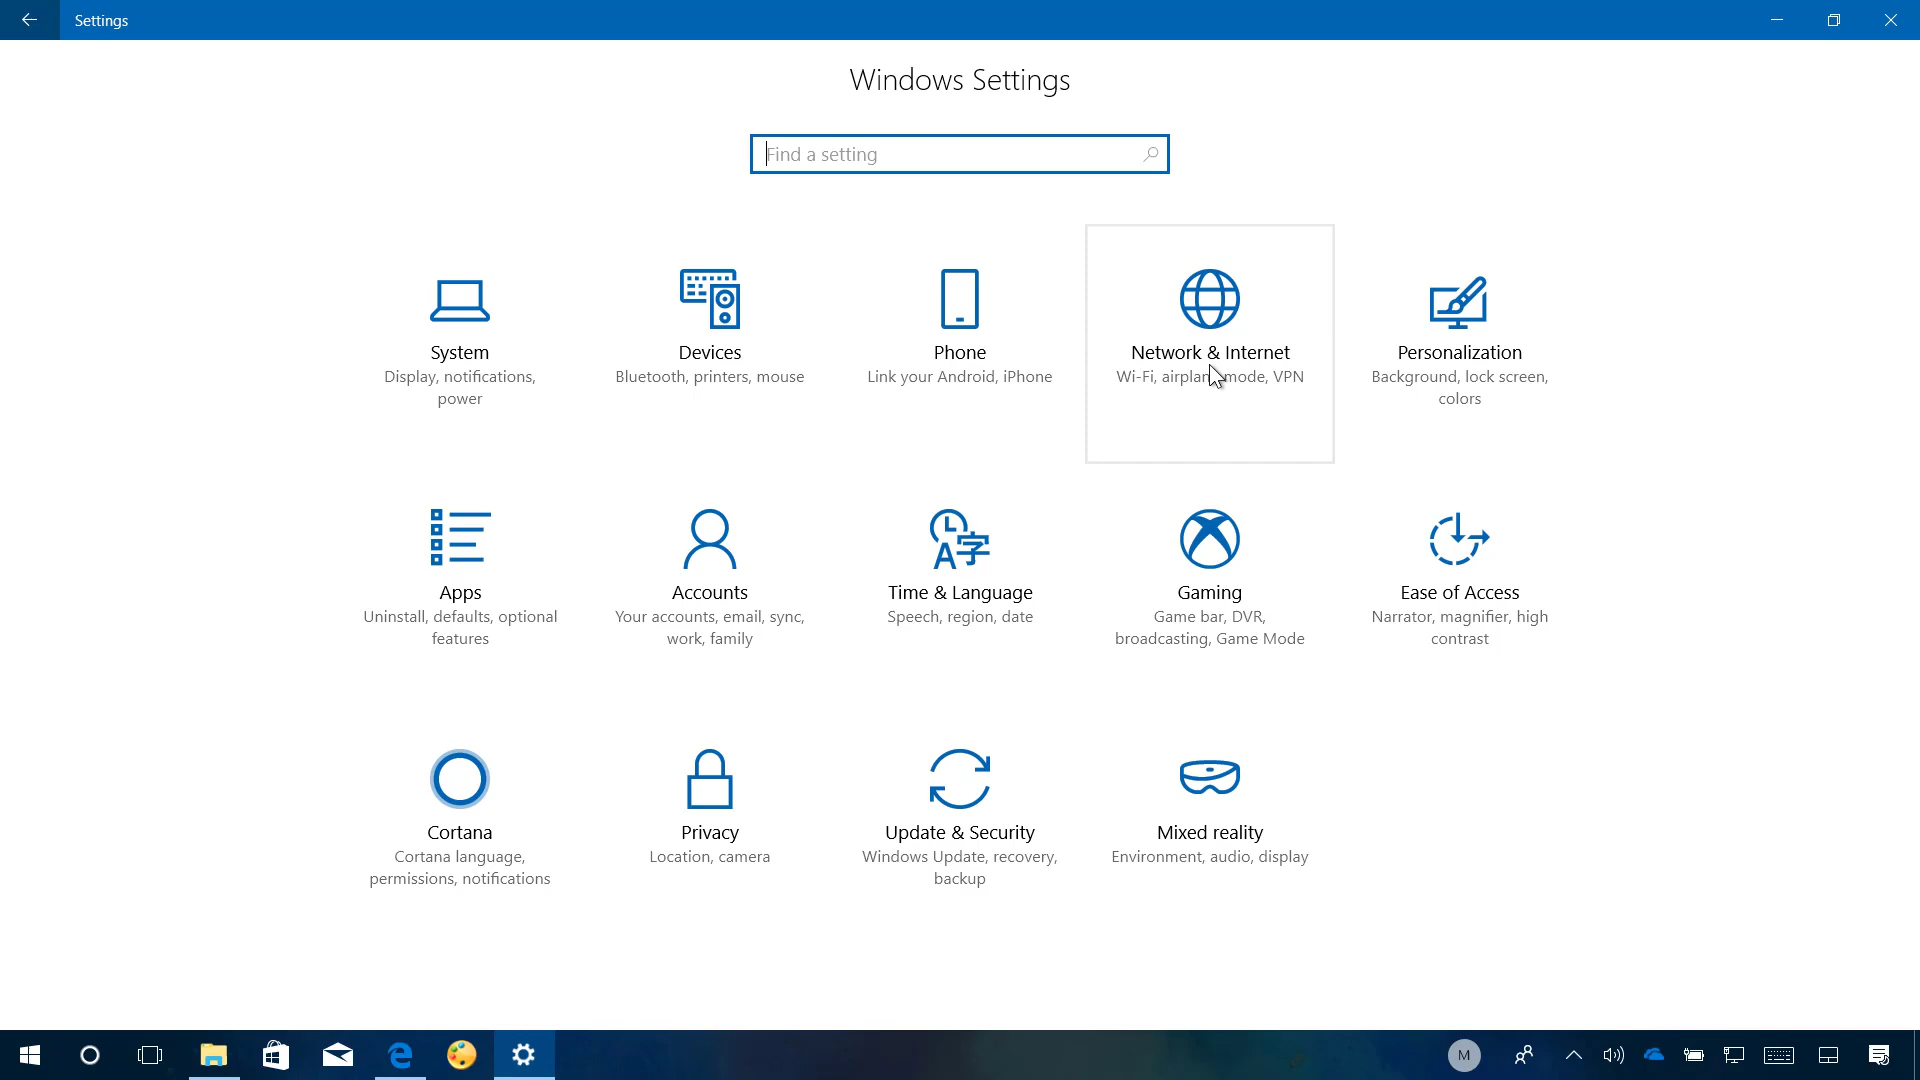 Settings
Windows Settings
Find a setting
System
Display, notifications,
power
Devices
Bluetooth, printers, mouse
Phone
Link your Android, iPhone
Network & Internet
Wi-Fi, airplane mode, VPN
Personalization
Background, lock screen,
colors
Apps
Uninstall, defaults, optional
features
Accounts
Your accounts, email, sync,
work, family
Time & Language
Speech, region, date
Gaming
Game bar, DVR,
broadcasting, Game Mode
Ease of Access
Narrator, magnifier, high
contrast
Cortana
Cortana language,
permissions, notifications
Privacy
Location, camera
Update & Security
Windows Update, recovery,
backup
Mixed reality
Environment, audio, display
M